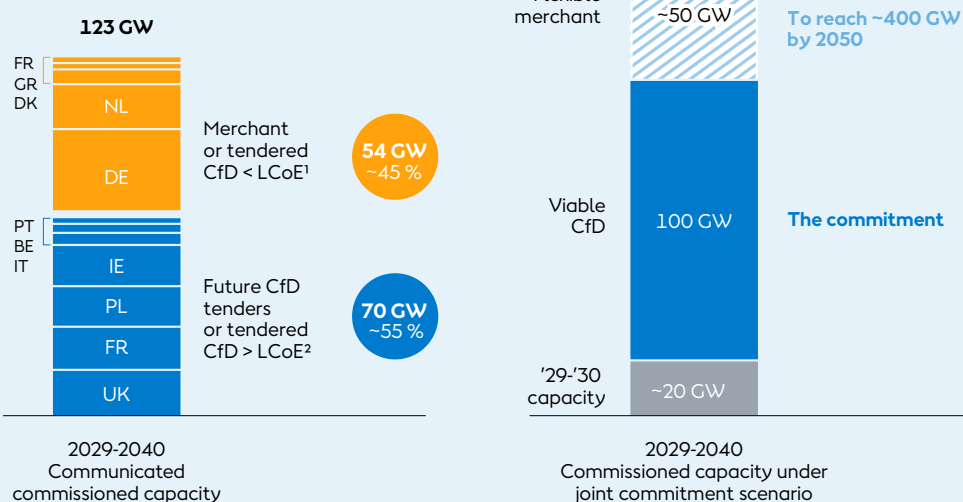 123 GW
FR
GR
DK
NL
DE
Merchant
or tendered
CfD < LCoE¹
54 GW
~45 %
PT
BE
IT
IE
PL
FR
UK
Future CfD
tenders
or tendered
CfD > LCoE²
70 GW
~55 %
2029-2040
Communicated
commissioned capacity
merchant
~50 GW
To reach ~400 GW
by 2050
Viable
CfD
100 GW
The commitment
'29-'30
capacity
~20 GW
2029-2040
Commissioned capacity under
joint commitment scenario